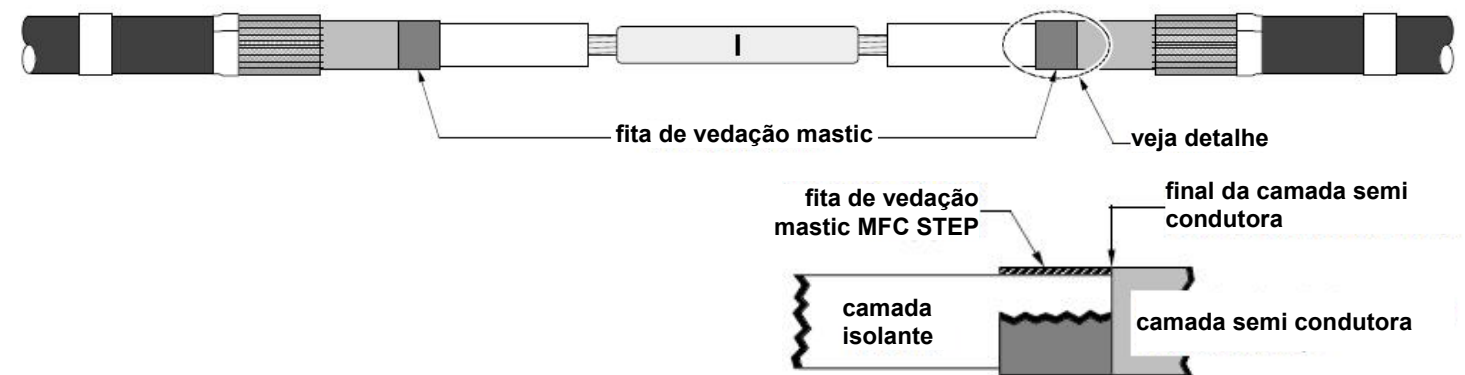 I
fita de vedação mastic
veja detalhe
fita de vedação
mastic MFC STEP
final da camada semi
condutora
camada
isolante
camada semi condutora